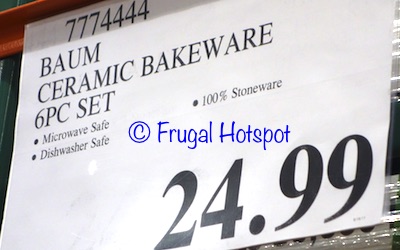 7774444
BAUM
CERAMIC BAKEWARE
6PC SET
• Microwave Safe
• Dishwasher Safe
• 100% Stoneware
© Frugal Hotspot
24.99